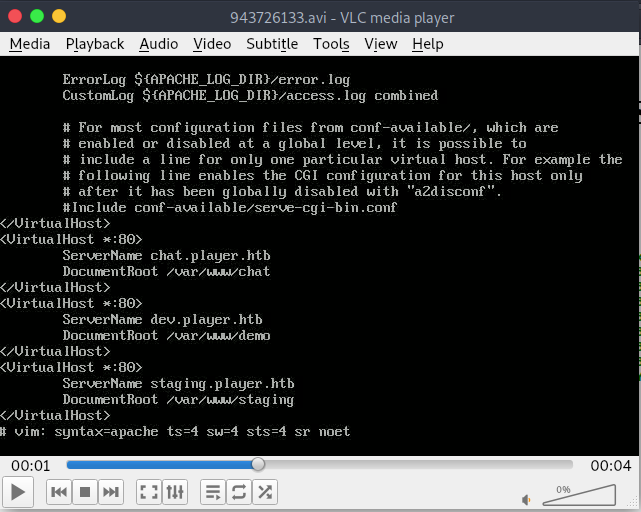 943726133.avi - VLC media player
Media Playback Audio Video Subtitle Tools View Help
ErrorLog ${APACHE_LOG_DIR}/error.log
CustomLog ${APACHE_LOG_DIR}/access.log combined
# For most configuration files from conf-available/, which are
# enabled or disabled at a global level, it is possible to
# include a line for only one particular virtual host. For example the
# following line enables the CGI configuration for this host only
# after it has been globally disabled with "a2disconf".
#Include conf-available/serve-cgi-bin.conf
</VirtualHost>
<VirtualHost *:80>
ServerName chat.player.htb
DocumentRoot /var/www/chat
</VirtualHost>
<VirtualHost *:80>
ServerName dev.player.htb
DocumentRoot /var/www/demo
</VirtualHost>
<VirtualHost *:80>
ServerName staging.player.htb
DocumentRoot /var/www/staging
</VirtualHost>
# vim: syntax=apache ts=4 sw=4 sts=4 sr noet
00:01 00:04
0%